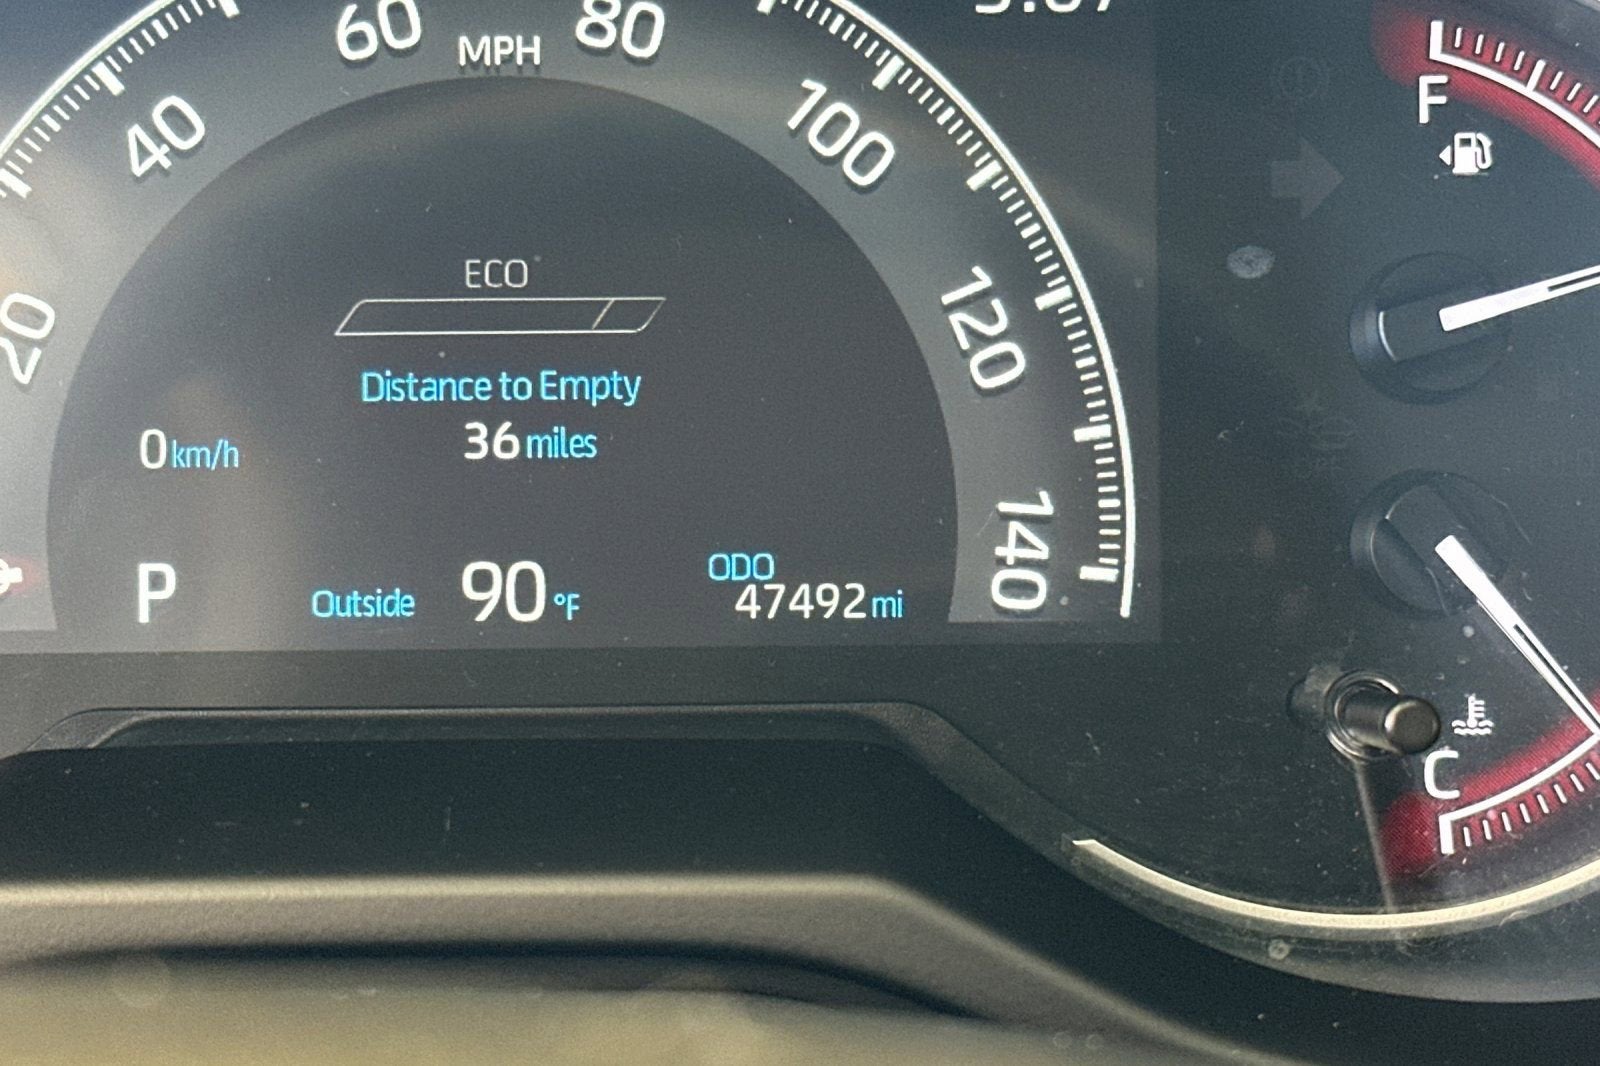 60
MPH
80
40
100
20
120
140
F
ECO
Distance to Empty
36 miles
0 km/h
P
Outside
90 °F
ODO
47492 mi
C